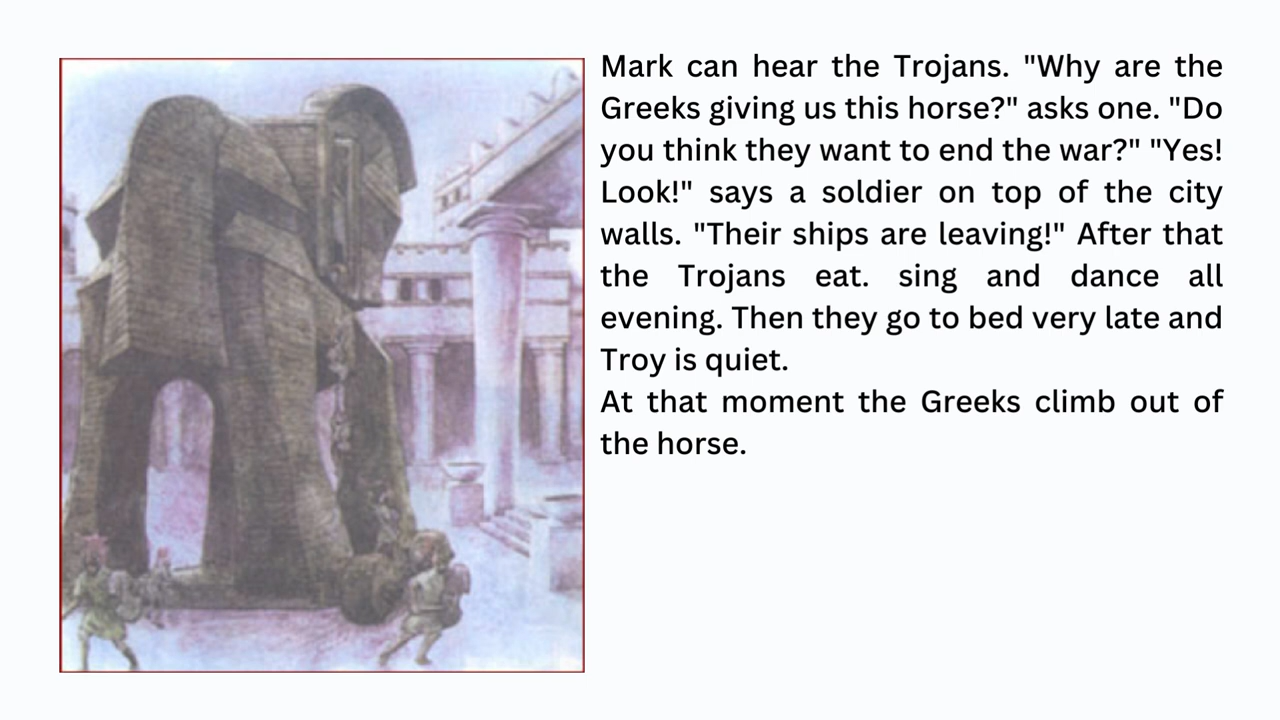 Mark can hear the Trojans. "Why are the
Greeks giving us this horse?" asks one. "Do
you think they want to end the war?" "Yes!
Look!" says a soldier on top of the city
walls. "Their ships are leaving!" After that
the Trojans eat. sing and dance all
evening. Then they go to bed very late and
Troy is quiet.
At that moment the Greeks climb out of
the horse.